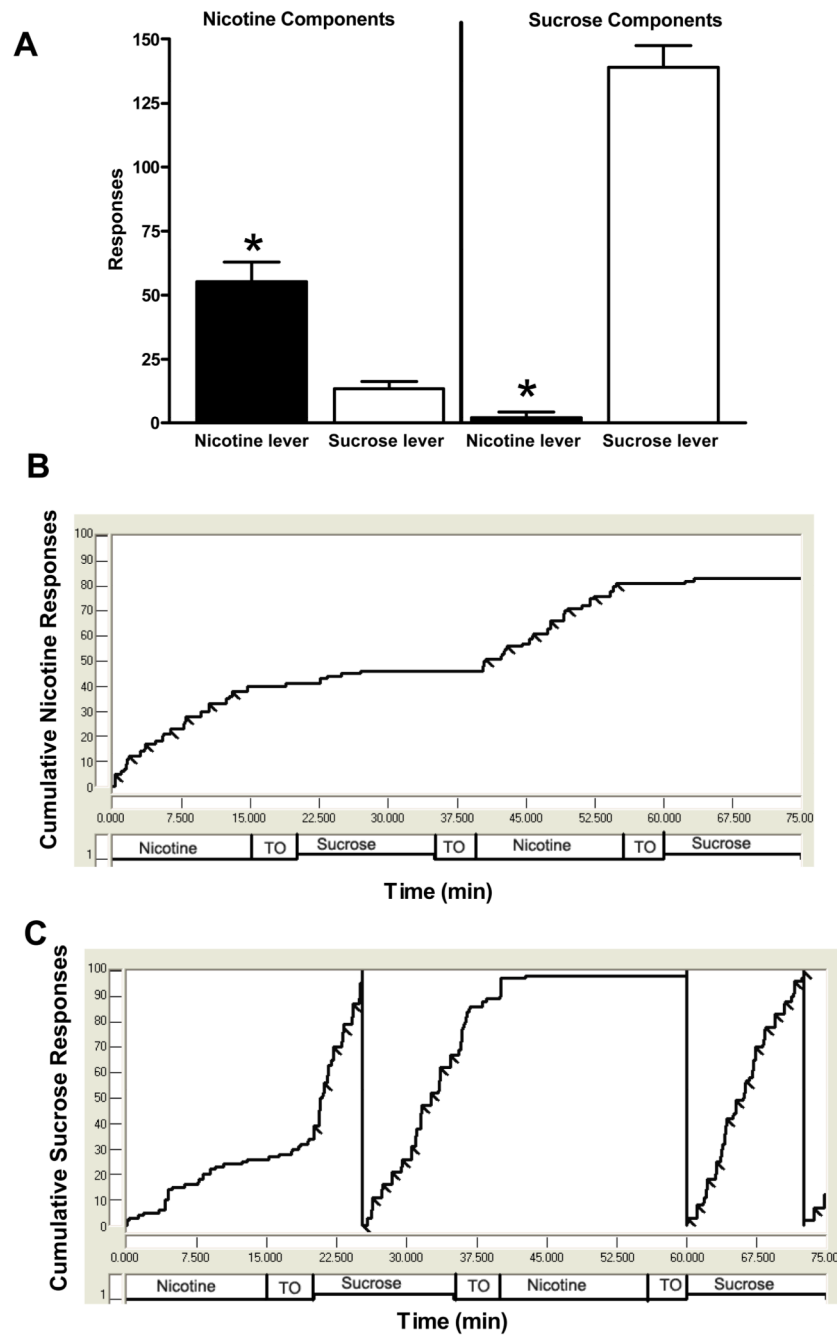 A
Nicotine Components
Sucrose Components
Responses
150
125
100
75
50
25
0
*
*
Nicotine lever
Sucrose lever
Nicotine lever
Sucrose lever
B
Cumulative Nicotine Responses
100
90
80
70
60
50
40
30
20
10
0
0.000 7.500 15.000 22.500 30.000 37.500 45.000 52.500 60.000 67.500 75.00
1
Nicotine TO Sucrose TO Nicotine TO Sucrose
Time (min)
C
Cumulative Sucrose Responses
100
90
80
70
60
50
40
30
20
10
0
0.000 7.500 15.000 22.500 30.000 37.500 45.000 52.500 60.000 67.500 75.00
1
Nicotine TO Sucrose TO Nicotine TO Sucrose
Time (min)